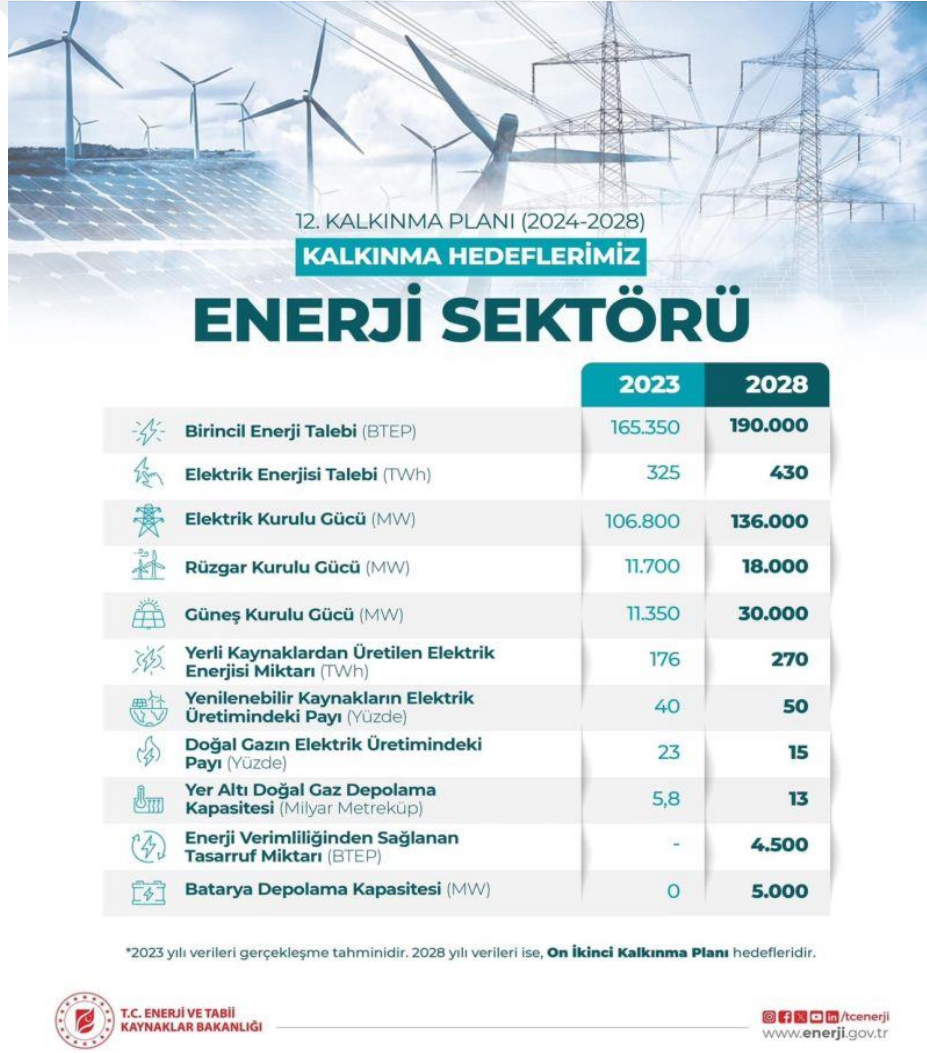 12. KALKINMA PLANI (2024-2028)
KALKINMA HEDEFLERİMİZ
ENERJİ SEKTÖRÜ
2023 2028
Birincil Enerji Talebi (BTEP) 165.350 190.000
Elektrik Enerjisi Talebi (TWh) 325 430
Elektrik Kurulu Gücü (MW) 106.800 136.000
Rüzgar Kurulu Gücü (MW) 11.700 18.000
Güneş Kurulu Gücü (MW) 11.350 30.000
Yerli Kaynaklardan Üretilen Elektrik
Enerjisi Miktarı (TWh) 176 270
Yenilenebilir Kaynakların Elektrik
Üretimindeki Payı (Yüzde) 40 50
Doğal Gazın Elektrik Üretimindeki
Payı (Yüzde) 23 15
Yer Altı Doğal Gaz Depolama
Kapasitesi (Milyar Metreküp) 5,8 13
Enerji Verimliliğinden Sağlanan
Tasarruf Miktarı (BTEP) - 4.500
Batarya Depolama Kapasitesi (MW) 0 5.000
*2023 yılı verileri gerçekleşme tahminidir. 2028 yılı verileri ise, On İkinci Kalkınma Planı hedefleridir.
T.C. ENERJİ VE TABİİ
KAYNAKLAR BAKANLIĞI
/tcenerji
www.enerji.gov.tr